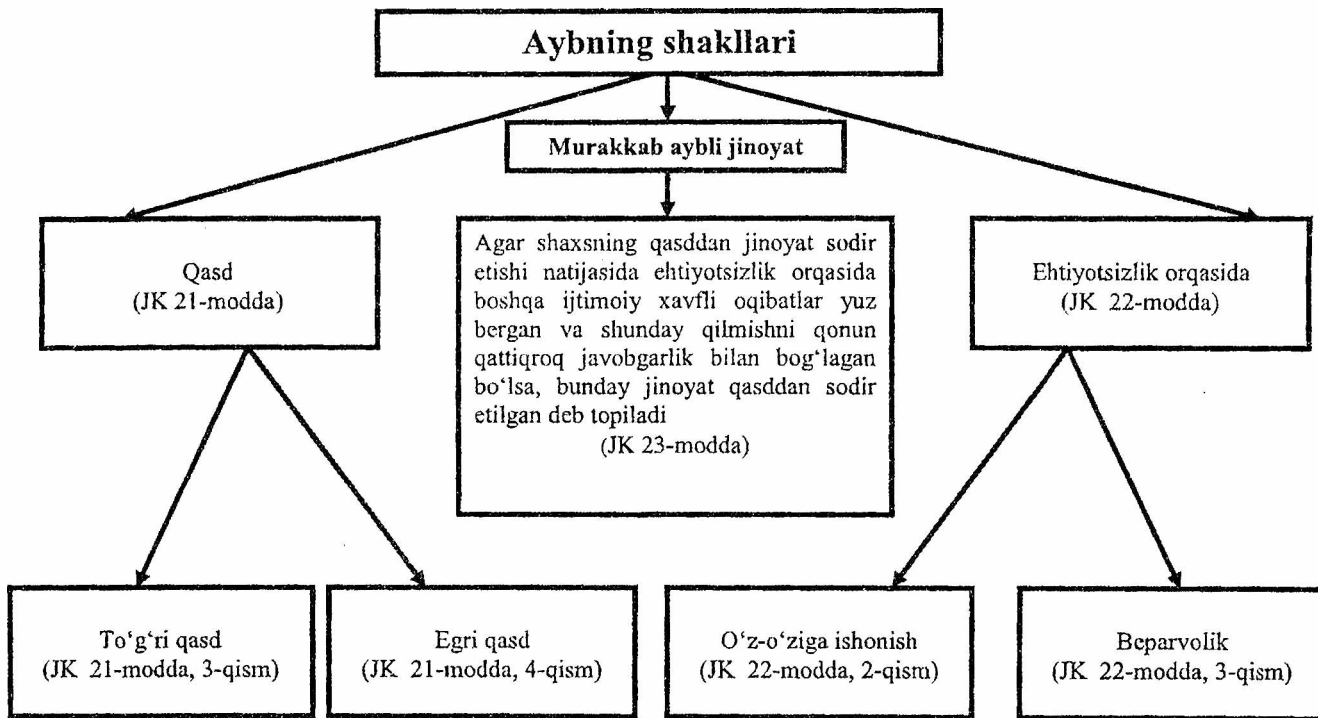 Aybning shakllari
Murakkab aybli jinoyat
Qasd
(JK 21-modda)
Agar shaxsning qasddan jinoyat sodir
etishi natijasida ehtiyotsizlik orqasida
boshqa ijtimoiy xavfli oqibatlar yuz
bergan va shunday qilmishni qonun
qattiqroq javobgarlik bilan bog‘lagan
bo‘lsa, bunday jinoyat qasddan sodir
etilgan deb topiladi
(JK 23-modda)
Ehtiyotsizlik orqasida
(JK 22-modda)
To‘g‘ri qasd
(JK 21-modda, 3-qism)
Egri qasd
(JK 21-modda, 4-qism)
O‘z-o‘ziga ishonish
(JK 22-modda, 2-qism)
Beparvolik
(JK 22-modda, 3-qism)